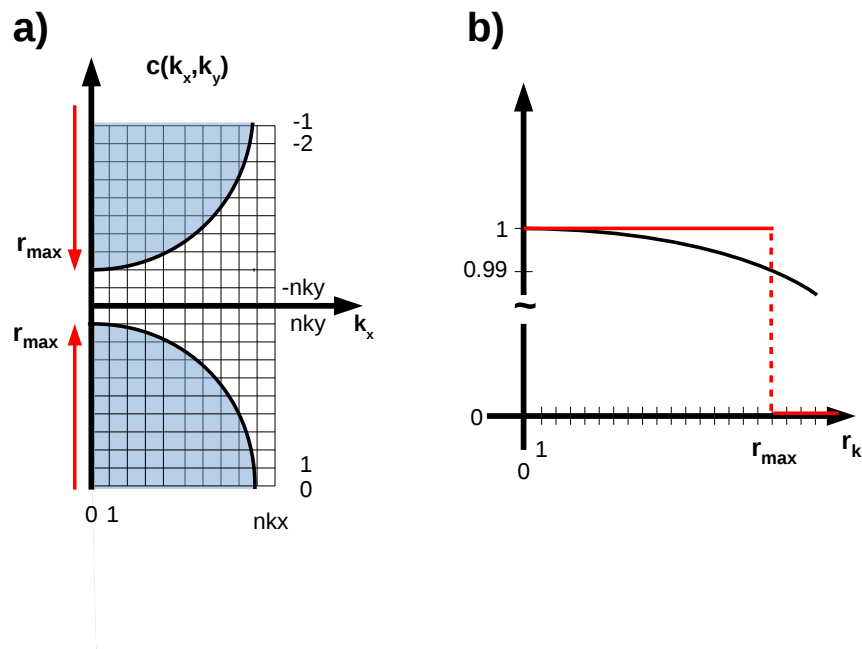 a)
c(kx,ky)
-1
-2
rmax
-nky
nky
kx
rmax
1
0
0 1
nkx
b)
1
0.99
~
0
1
0
rmax
rk